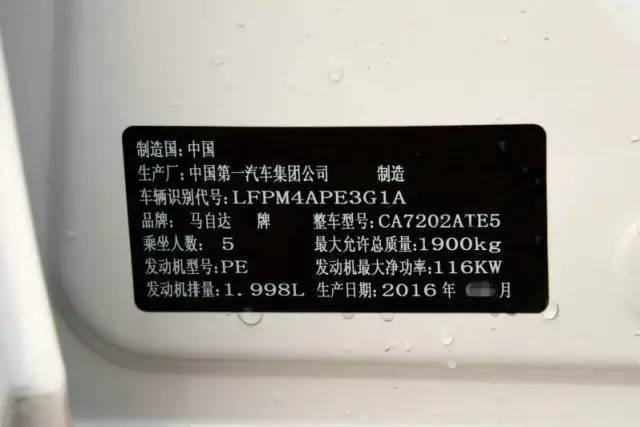 制造国:中国
生产厂:中国第一汽车集团公司 制造
车辆识别代号:LFPM4APE3G1A
品牌:马自达 牌 整车型号:CA7202ATE5
乘坐人数:5 最大允许总质量:1900kg
发动机型号:PE 发动机最大净功率:116KW
发动机排量:1.998L 生产日期:2016年 月